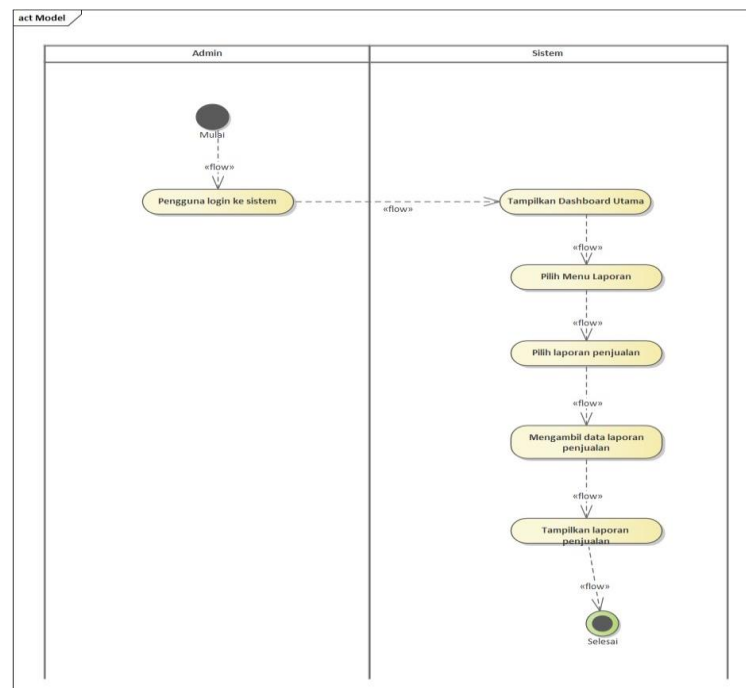 act Model
Admin
Sistem
Mulai
«flow»
Pengguna login ke sistem
«flow»
Tampilkan Dashboard Utama
«flow»
Pilih Menu Laporan
«flow»
Pilih laporan penjualan
«flow»
Mengambil data laporan
penjualan
«flow»
Tampilkan laporan
penjualan
«flow»
Selesai